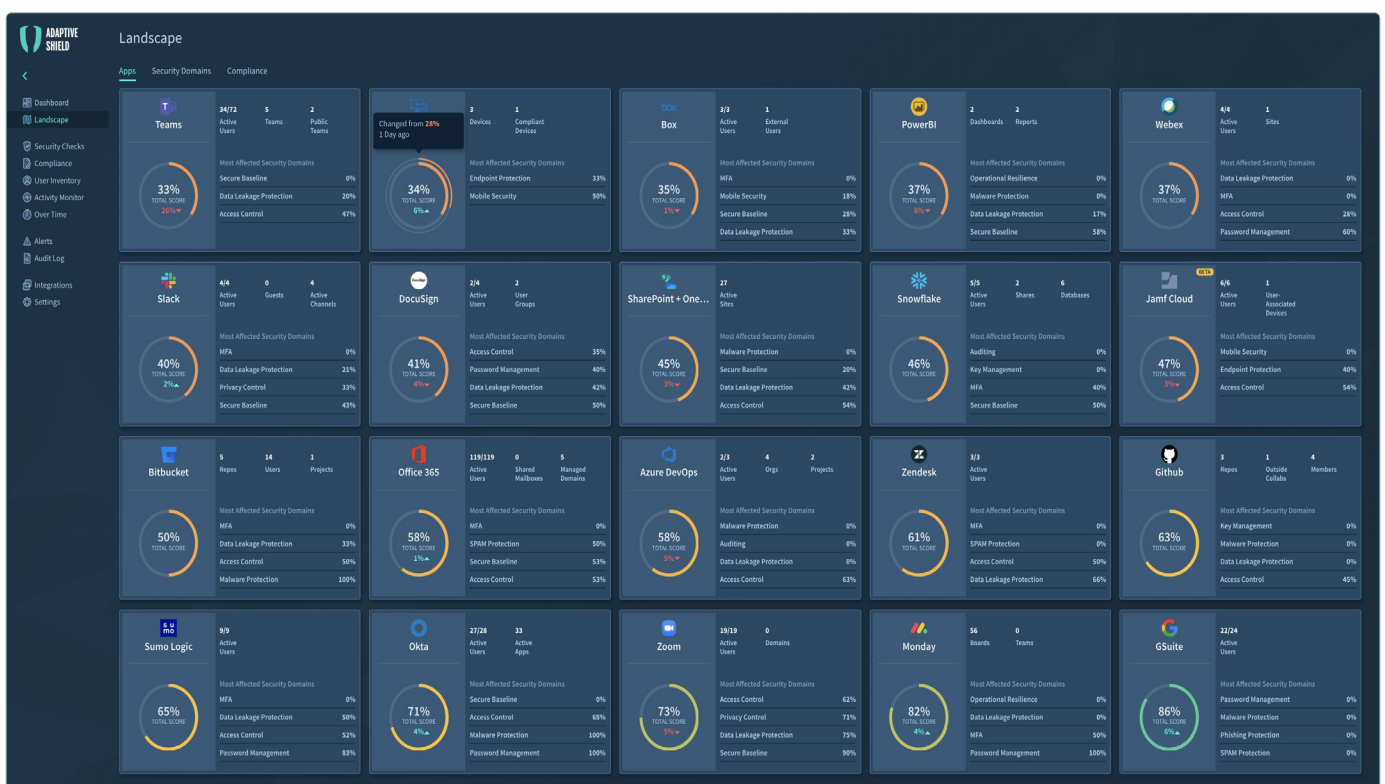 ADAPTIVE
SHIELD
Landscape
Apps Security Domains Compliance
Dashboard
Landscape
Security Checks
Compliance
User Inventory
Activity Monitor
Over Time
Alerts
Audit Log
Integrations
Settings
Teams
33%
TOTAL SCORE
26%
34/72 5 2
Active Teams Public
Users Teams
Most Affected Security Domains
Secure Baseline 0%
Data Leakage Protection 20%
Access Control 47%
Changed from 28%
1 Day ago
34%
TOTAL SCORE
6%
3 1
Devices Compliant
Devices
Most Affected Security Domains
Endpoint Protection 33%
Mobile Security 50%
box
Box
35%
TOTAL SCORE
1%
3/3 1
Active External
Users Users
Most Affected Security Domains
MFA 0%
Mobile Security 18%
Secure Baseline 28%
Data Leakage Protection 33%
PowerBI
37%
TOTAL SCORE
8%
2 2
Dashboards Reports
Most Affected Security Domains
Operational Resilience 0%
Malware Protection 0%
Data Leakage Protection 17%
Secure Baseline 58%
Webex
37%
TOTAL SCORE
4/4 1
Active Sites
Users
Most Affected Security Domains
Data Leakage Protection 0%
MFA 0%
Access Control 28%
Password Management 60%
Slack
40%
TOTAL SCORE
2%
4/4 0 4
Active Guests Active
Users Channels
Most Affected Security Domains
MFA 0%
Data Leakage Protection 21%
Privacy Control 33%
Secure Baseline 43%
DocuSign
DocuSign
41%
TOTAL SCORE
4%
2/4 2
Active User
Users Groups
Most Affected Security Domains
Access Control 35%
Password Management 40%
Data Leakage Protection 42%
Secure Baseline 50%
SharePoint + One...
45%
TOTAL SCORE
3%
27
Active
Sites
Most Affected Security Domains
Malware Protection 0%
Secure Baseline 20%
Data Leakage Protection 42%
Access Control 54%
Snowflake
46%
TOTAL SCORE
5/5 2 6
Active Shares Databases
Users
Most Affected Security Domains
Auditing 0%
Key Management 0%
MFA 40%
Secure Baseline 50%
BETA
Jamf Cloud
47%
TOTAL SCORE
3%
6/6 1
Active User-
Users Associated
Devices
Most Affected Security Domains
Mobile Security 0%
Endpoint Protection 40%
Access Control 54%
Bitbucket
50%
TOTAL SCORE
5 14 1
Repos Users Projects
Most Affected Security Domains
MFA 0%
Data Leakage Protection 33%
Access Control 50%
Malware Protection 100%
Office 365
58%
TOTAL SCORE
1%
119/119 0 5
Active Shared Managed
Users Mailboxes Domains
Most Affected Security Domains
MFA 0%
SPAM Protection 50%
Secure Baseline 53%
Access Control 53%
Azure DevOps
58%
TOTAL SCORE
5%
2/3 4 2
Active Orgs Projects
Users
Most Affected Security Domains
Malware Protection 0%
Auditing 0%
Data Leakage Protection 0%
Access Control 63%
Zendesk
61%
TOTAL SCORE
3/3
Active
Users
Most Affected Security Domains
MFA 0%
SPAM Protection 0%
Access Control 50%
Data Leakage Protection 66%
Github
63%
TOTAL SCORE
3 1 4
Repos Outside Members
Collabs
Most Affected Security Domains
Key Management 0%
Malware Protection 0%
Data Leakage Protection 0%
Access Control 45%
su
mo
Sumo Logic
65%
TOTAL SCORE
9/9
Active
Users
Most Affected Security Domains
MFA 0%
Data Leakage Protection 50%
Access Control 52%
Password Management 83%
Okta
71%
TOTAL SCORE
4%
27/28 33
Active Active
Users Apps
Most Affected Security Domains
Secure Baseline 0%
Access Control 65%
Malware Protection 100%
Password Management 100%
Zoom
73%
TOTAL SCORE
5%
19/19 0
Active Domains
Users
Most Affected Security Domains
Access Control 62%
Privacy Control 71%
Data Leakage Protection 75%
Secure Baseline 90%
Monday
82%
TOTAL SCORE
4%
56 0
Boards Teams
Most Affected Security Domains
Operational Resilience 0%
Data Leakage Protection 0%
MFA 50%
Password Management 100%
GSuite
86%
TOTAL SCORE
6%
22/24
Active
Users
Most Affected Security Domains
Password Management 0%
Malware Protection 0%
Phishing Protection 0%
SPAM Protection 0%